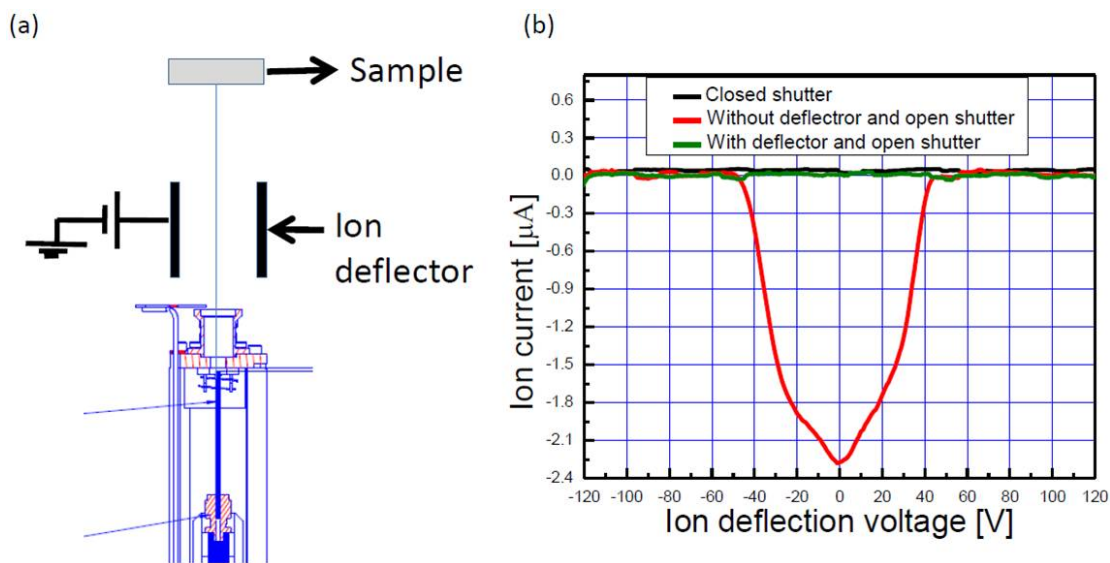 (a)
Sample
Ion
deflector
(b)
Closed shutter
Without deflectror and open shutter
With deflector and open shutter
0.6
0.3
0.0
-0.3
-0.6
-0.9
-1.2
-1.5
-1.8
-2.1
-2.4
Ion current [μA]
-120 -100 -80 -60 -40 -20 0 20 40 60 80 100 120
Ion deflection voltage [V]